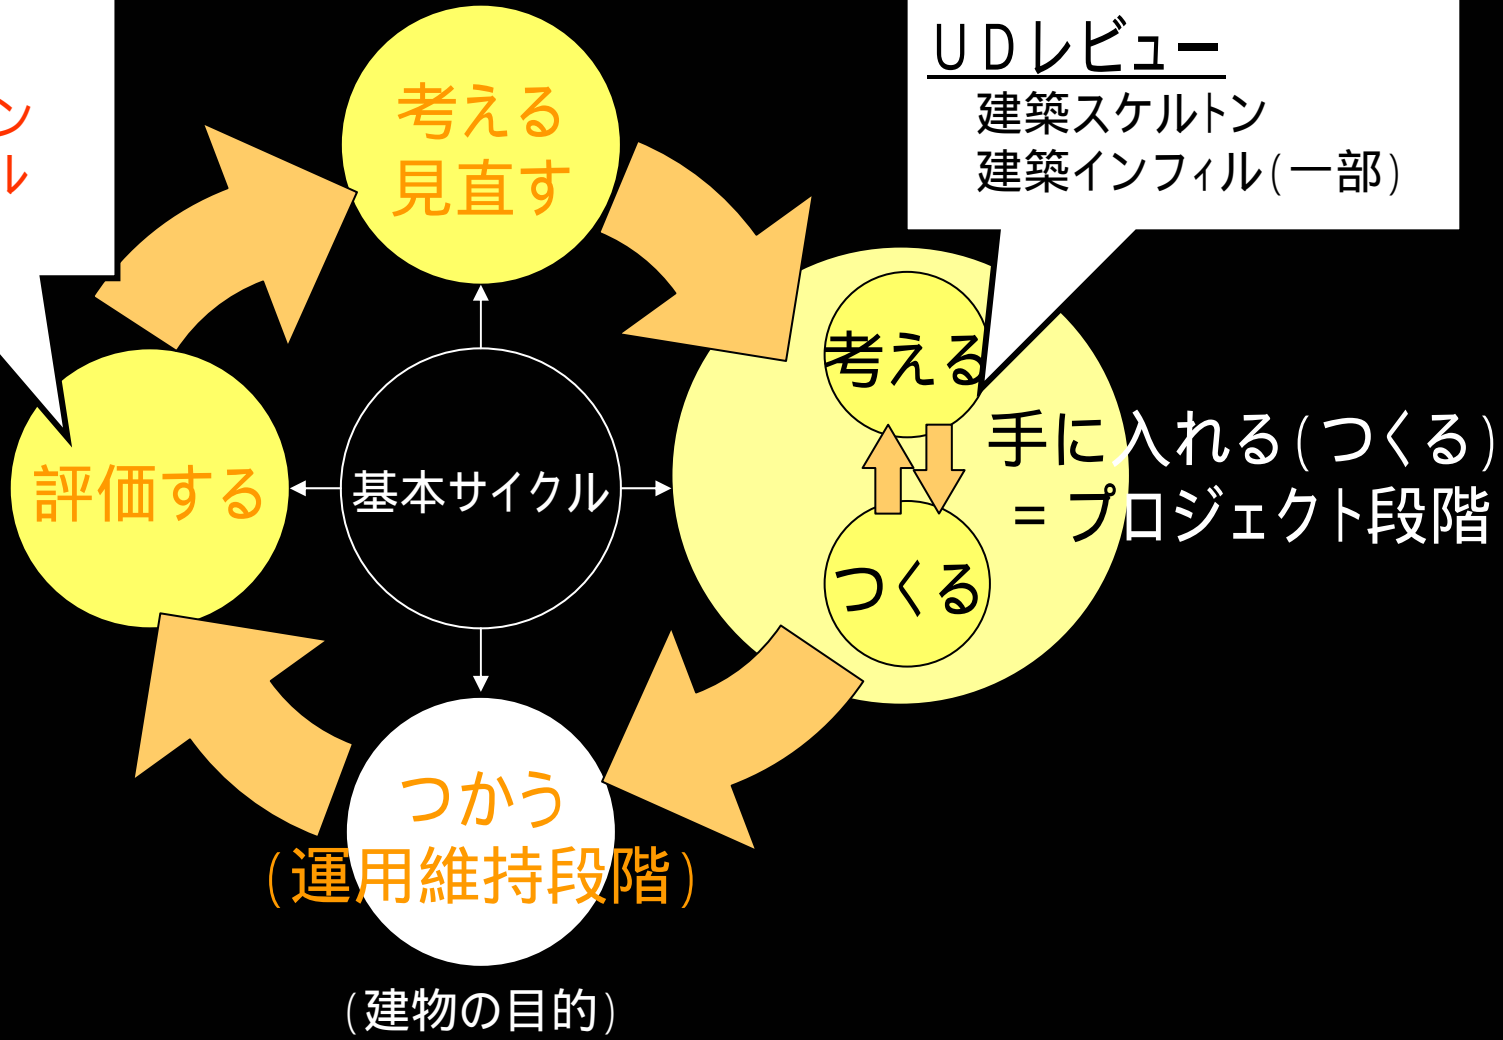 ン
ル
考える
見直す
ＵＤレビュー
建築スケルトン
建築インフィル(一部)
考える
手に入れる(つくる)
=プロジェクト段階
つくる
評価する
基本サイクル
つかう
(運用維持段階)
(建物の目的)